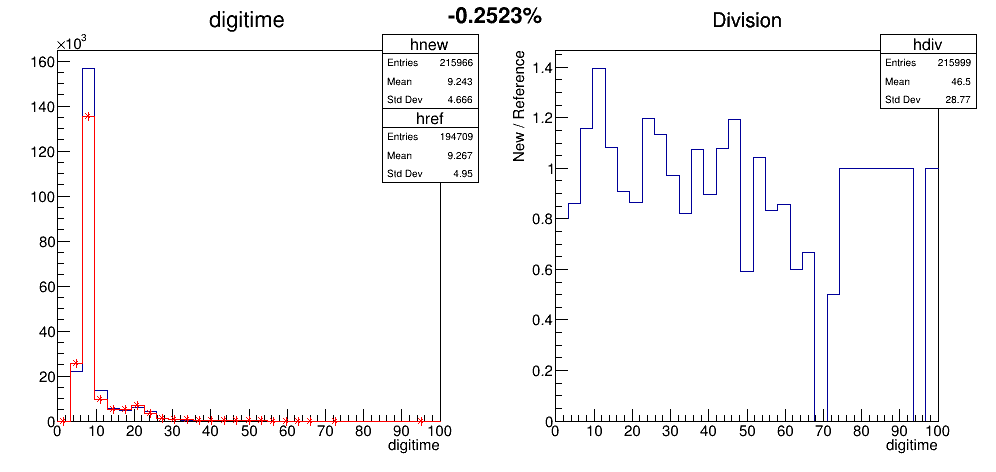 -0.2523%
digitime
×10³
160
140
120
100
80
60
40
20
0
0 10 20 30 40 50 60 70 80 90 100
digitime
hnew
Entries 215966
Mean 9.243
Std Dev 4.666
href
Entries 194709
Mean 9.267
Std Dev 4.95
Division
New / Reference
1.4
1.2
1
0.8
0.6
0.4
0.2
0
0 10 20 30 40 50 60 70 80 90 100
digitime
hdiv
Entries 215999
Mean 46.5
Std Dev 28.77